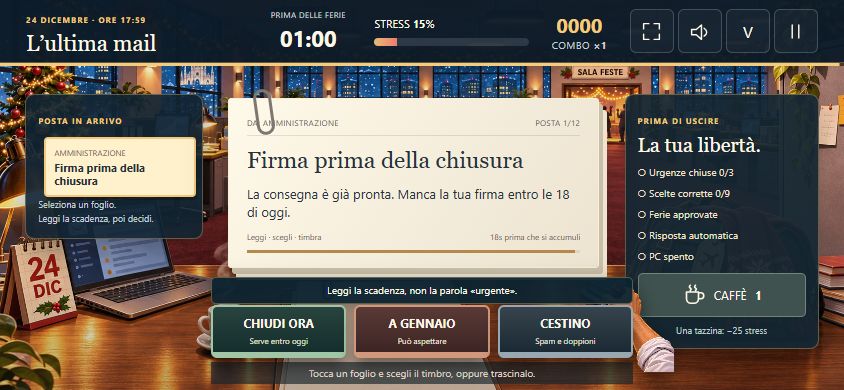 24 DICEMBRE · ORE 17:59
L'ultima mail
PRIMA DELLE FERIE
01:00
STRESS 15%
0000
COMBO ×1
V
SALA FESTE
POSTA IN ARRIVO
AMMINISTRAZIONE
Firma prima della
chiusura
Seleziona un foglio.
Leggi la scadenza, poi decidi.
24
DIC
DA AMMINISTRAZIONE
POSTA 1/12
Firma prima della chiusura
La consegna è già pronta. Manca la tua firma entro le 18
di oggi.
Leggi · scegli · timbra
18s prima che si accumuli
Leggi la scadenza, non la parola «urgente».
CHIUDI ORA
Serve entro oggi
A GENNAIO
Può aspettare
CESTINO
Spam e doppioni
Tocca un foglio e scegli il timbro, oppure trascinalo.
PRIMA DI USCIRE
La tua libertà.
Urgenze chiuse 0/3
Scelte corrette 0/9
Ferie approvate
Risposta automatica
PC spento
CAFFÈ 1
Una tazzina: −25 stress